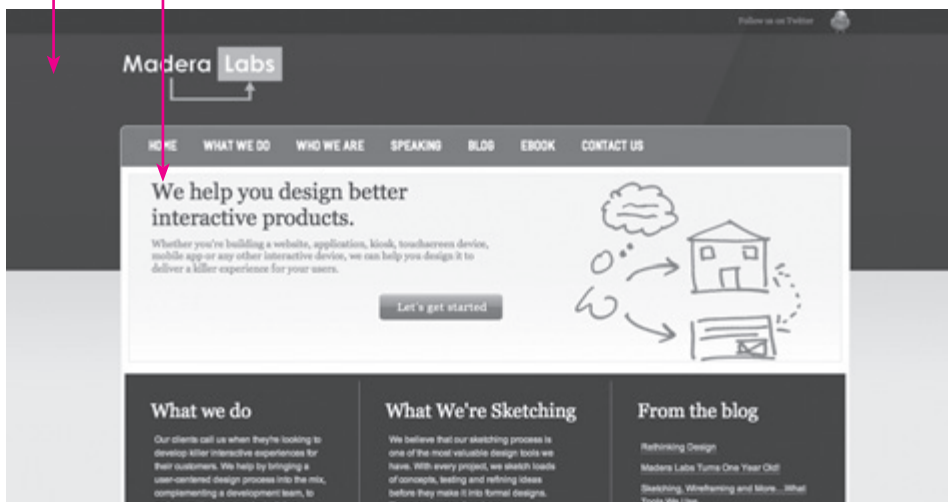 Follow us on Twitter
Madera Labs
HOME WHAT WE DO WHO WE ARE SPEAKING BLOG EBOOK CONTACT US
We help you design better
interactive products.
Whether you're building a website, application, kiosk, touchscreen device,
mobile app or any other interactive device, we can help you design it to
deliver a killer experience for your users.
Let's get started
What we do
Our clients call us when they're looking to
develop killer interactive experiences for
their customers. We help by bringing a
user-centered design process into the mix,
complementing a development team, to
What We're Sketching
We believe that our sketching process is
one of the most valuable design tools we
have. With every project, we sketch loads
of concepts, testing and refining ideas
before they make it into formal designs.
From the blog
Rethinking Design
Madera Labs Turns One Year Old!
Sketching, Wireframing and More...What
Tools We Use